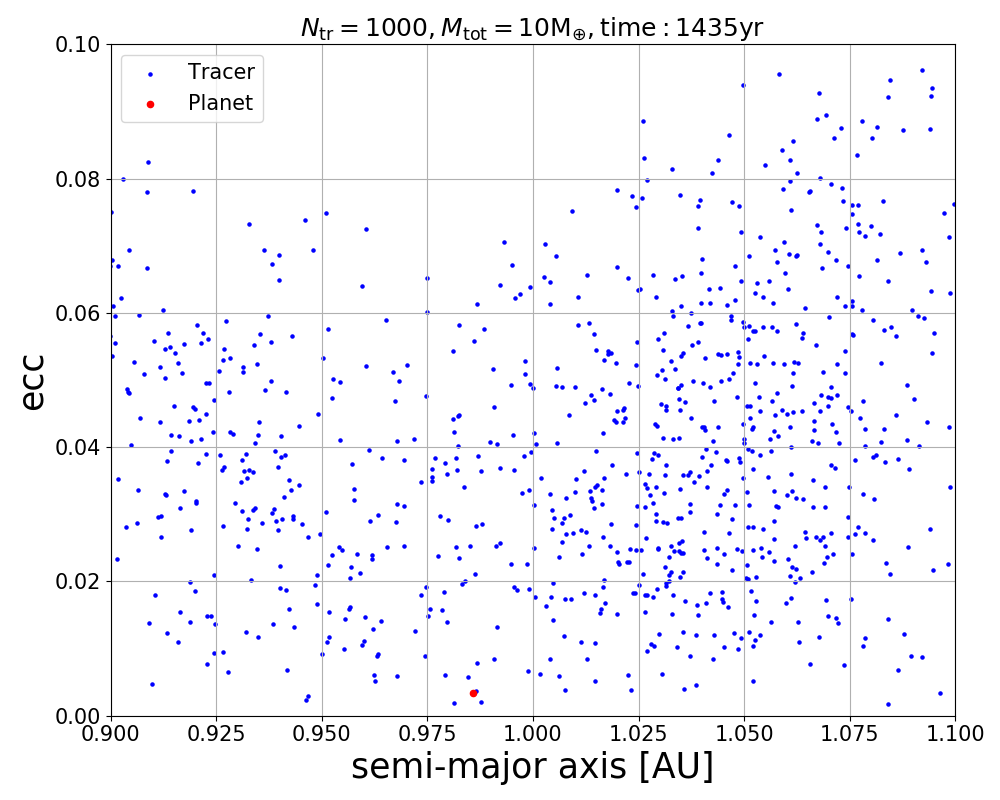 N_tr = 1000, M_tot = 10M_⊕, time : 1435yr
Tracer
Planet
ecc
0.10
0.08
0.06
0.04
0.02
0.00
0.900 0.925 0.950 0.975 1.000 1.025 1.050 1.075 1.100
semi-major axis [AU]